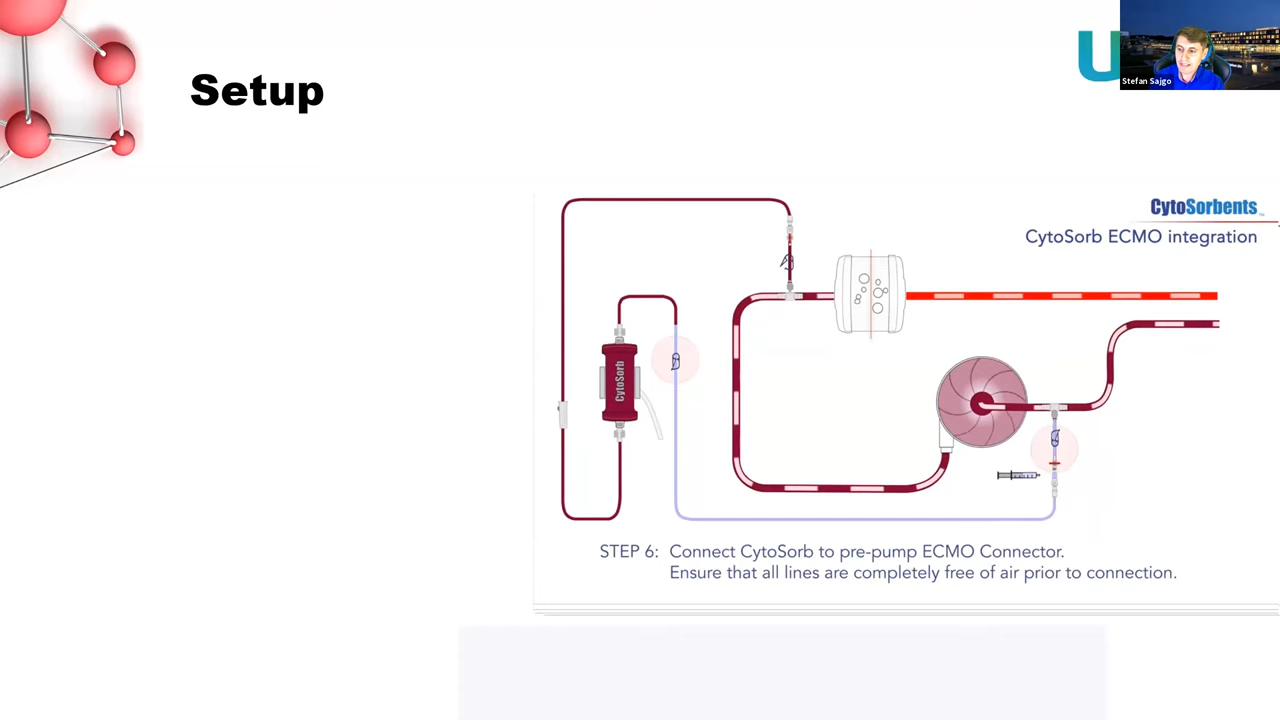 Setup
U
Stefan Sajgo
CytoSorbents
CytoSorb ECMO integration
CytoSorb
STEP 6: Connect CytoSorb to pre-pump ECMO Connector.
Ensure that all lines are completely free of air prior to connection.